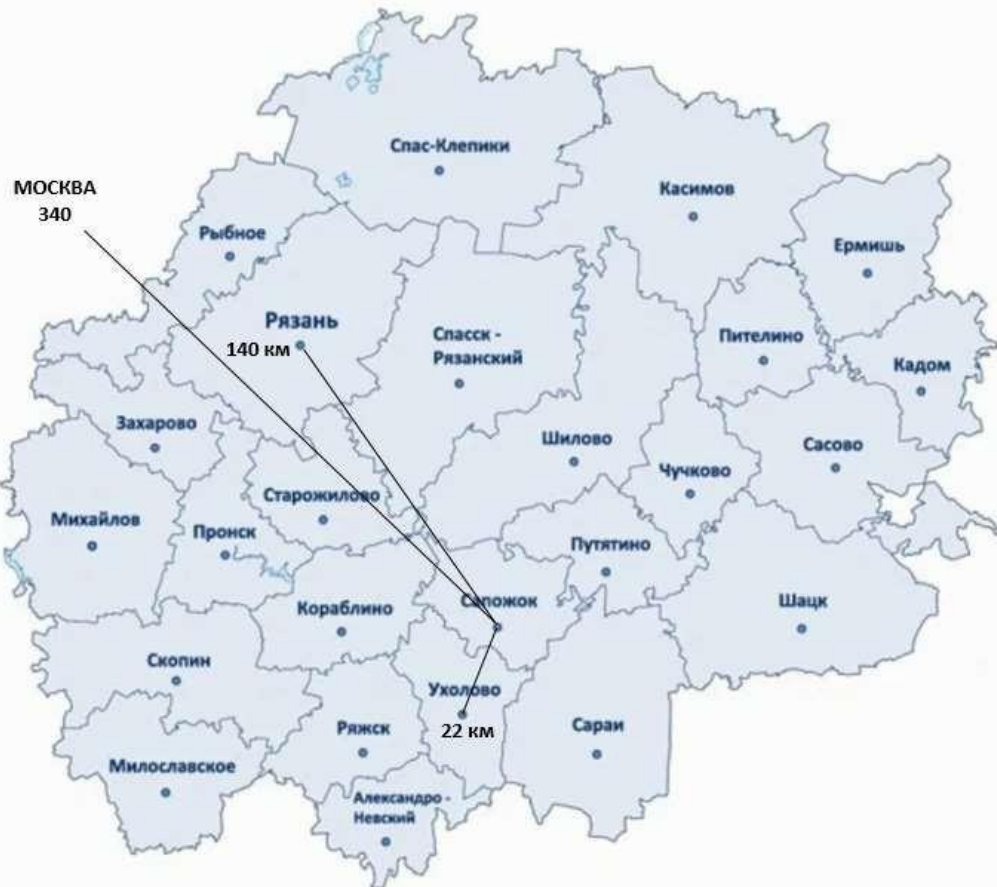 Спас-Клепики
МОСКВА
340
Касимов
Рыбное
Ермишь
Рязань
140 км
Спасск -
Рязанский
Пителино
Кадом
Захарово
Шилово
Сасово
Чучково
Старожилово
Михайлов
Пронск
Путятино
Кораблино
Сапожок
Шацк
Скопин
Ухолово
22 км
Ряжск
Сараи
Милославское
Александро -
Невский